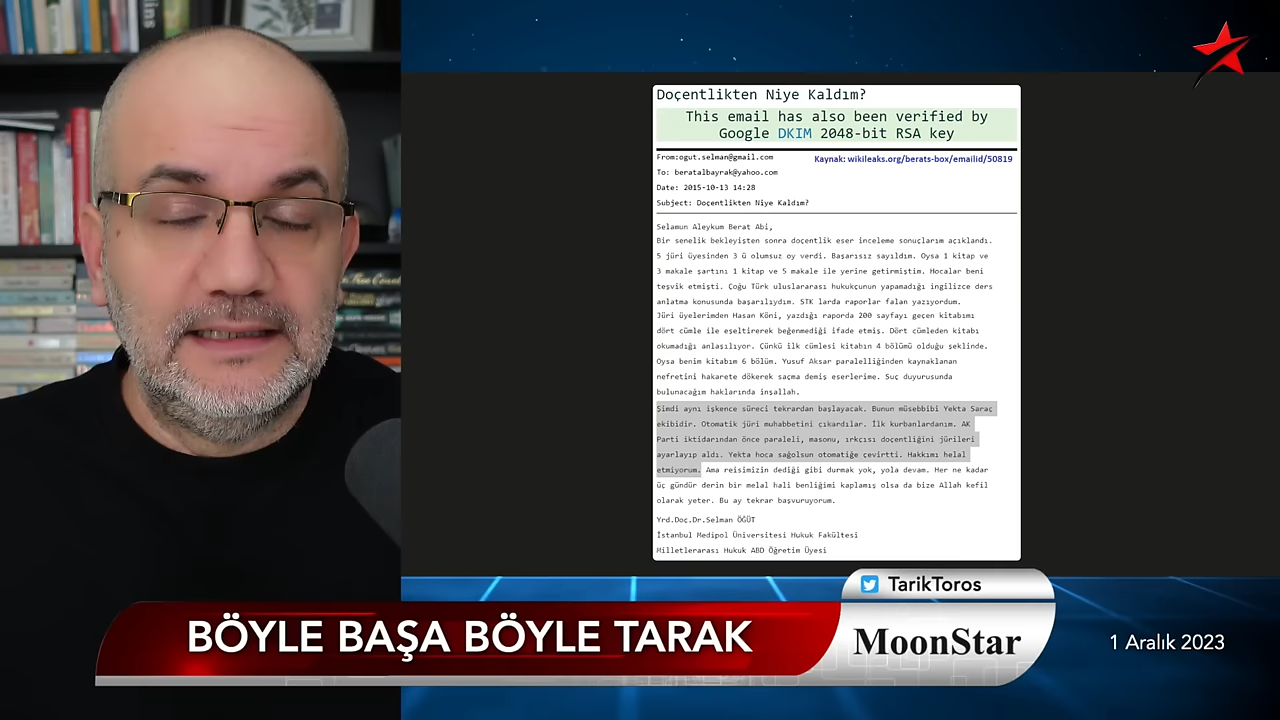 Doçentlikten Niye Kaldım?
This email has also been verified by
Google DKIM 2048-bit RSA key
From:ogut.selman@gmail.com
Kaynak: wikileaks.org/berats-box/emailid/50819
To: beratalbayrak@yahoo.com
Date: 2015-10-13 14:28
Subject: Doçentlikten Niye Kaldım?
Selamun Aleykum Berat Abi,
Bir senelik bekleyişten sonra doçentlik eser inceleme sonuçlarım açıklandı.
5 jüri üyesinden 3 ü olumsuz oy verdi. Başarısız sayıldım. Oysa 1 kitap ve
3 makale şartını 1 kitap ve 5 makale ile yerine getirmiştim. Hocalar beni
teşvik etmişti. Çoğu Türk uluslararası hukukçunun yapamadığı ingilizce ders
anlatma konusunda başarılıydım. STK larda raporlar falan yazıyordum.
Jüri üyelerimden Hasan Köni, yazdığı raporda 200 sayfayı geçen kitabımı
dört cümle ile eşeltirerek beğenmediği ifade etmiş. Dört cümleden kitabı
okumadığı anlaşılıyor. Çünkü ilk cümlesi kitabın 4 bölümü olduğu şeklinde.
Oysa benim kitabım 6 bölüm. Yusuf Aksar paralelliğinden kaynaklanan
nefretini hakarete dökerek saçma demiş eserlerime. Suç duyurusunda
bulunacağım haklarında inşallah.
Şimdi aynı işkence süreci tekrardan başlayacak. Bunun müsebbibi Yekta Saraç
ekibidir. Otomatik jüri muhabbetini çıkardılar. İlk kurbanlardanım. AK
Parti iktidarından önce paraleli, masonu, ırkçısı doçentliğini jürileri
ayarlayıp aldı. Yekta hoca sağolsun otomatiğe çevirtti. Hakkımı helal
etmiyorum. Ama reisimizin dediği gibi durmak yok, yola devam. Her ne kadar
üç gündür derin bir melal hali benliğimi kaplamış olsa da bize Allah kefil
olarak yeter. Bu ay tekrar başvuruyorum.
Yrd.Doç.Dr.Selman ÖĞÜT
İstanbul Medipol Üniversitesi Hukuk Fakültesi
Milletlerarası Hukuk ABD Öğretim Üyesi
TarikToros
BÖYLE BAŞA BÖYLE TARAK
MoonStar
1 Aralık 2023